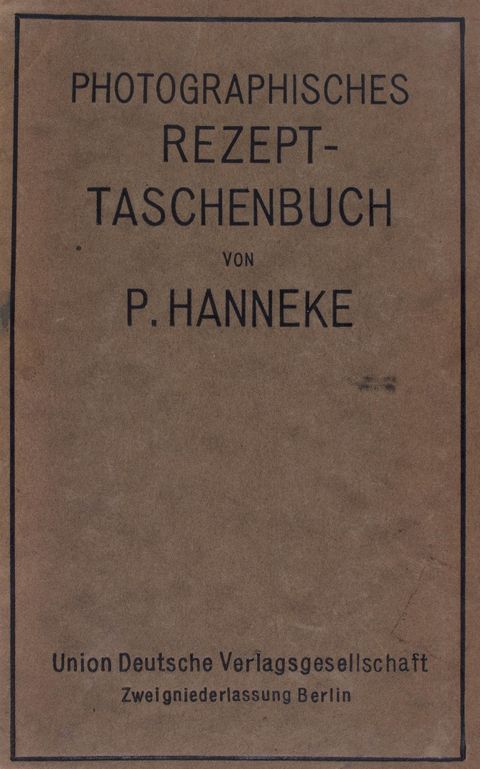 PHOTOGRAPHISCHES
REZEPT-
TASCHENBUCH
VON
P. HANNEKE
Union Deutsche Verlagsgesellschaft
Zweigniederlassung Berlin